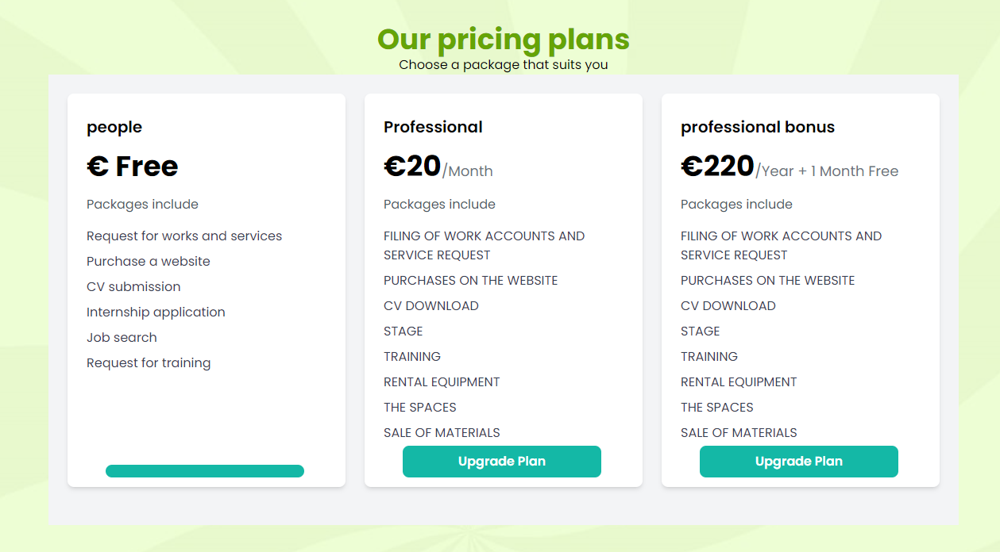 Our pricing plans
Choose a package that suits you
people
€ Free
Packages include
Request for works and services
Purchase a website
CV submission
Internship application
Job search
Request for training
Professional
€20/Month
Packages include
FILING OF WORK ACCOUNTS AND
SERVICE REQUEST
PURCHASES ON THE WEBSITE
CV DOWNLOAD
STAGE
TRAINING
RENTAL EQUIPMENT
THE SPACES
SALE OF MATERIALS
Upgrade Plan
professional bonus
€220/Year + 1 Month Free
Packages include
FILING OF WORK ACCOUNTS AND
SERVICE REQUEST
PURCHASES ON THE WEBSITE
CV DOWNLOAD
STAGE
TRAINING
RENTAL EQUIPMENT
THE SPACES
SALE OF MATERIALS
Upgrade Plan